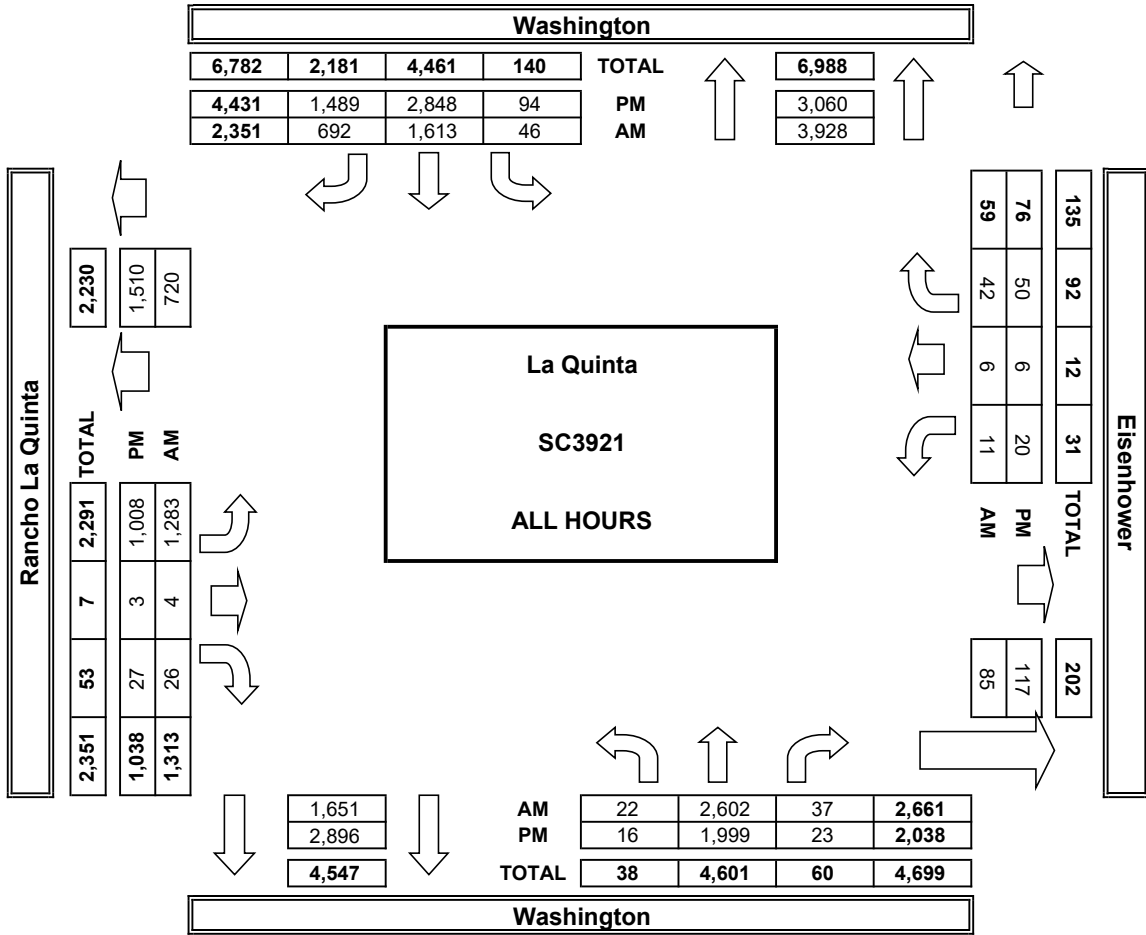 Washington
6,782 2,181 4,461 140 TOTAL 6,988
4,431 1,489 2,848 94 PM 3,060
2,351 692 1,613 46 AM 3,928
Rancho La Quinta
2,230
1,510
720
TOTAL
PM
AM
2,351 53 7 2,291
1,038 27 3 1,008
1,313 26 4 1,283
La Quinta
SC3921
ALL HOURS
135 92 12 31 TOTAL
76 50 6 20 PM
59 42 6 11 AM
202
117
85
Eisenhower
1,651 AM 22 2,602 37 2,661
2,896 PM 16 1,999 23 2,038
4,547 TOTAL 38 4,601 60 4,699
Washington